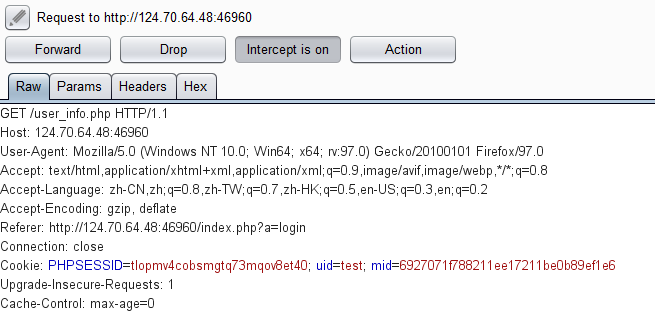 Request to http://124.70.64.48:46960
Forward Drop Intercept is on Action
Raw Params Headers Hex
GET /user_info.php HTTP/1.1
Host: 124.70.64.48:46960
User-Agent: Mozilla/5.0 (Windows NT 10.0; Win64; x64; rv:97.0) Gecko/20100101 Firefox/97.0
Accept: text/html,application/xhtml+xml,application/xml;q=0.9,image/avif,image/webp,*/*;q=0.8
Accept-Language: zh-CN,zh;q=0.8,zh-TW;q=0.7,zh-HK;q=0.5,en-US;q=0.3,en;q=0.2
Accept-Encoding: gzip, deflate
Referer: http://124.70.64.48:46960/index.php?a=login
Connection: close
Cookie: PHPSESSID=tlopmv4cobsmgtq73mqov8et40; uid=test; mid=6927071f788211ee17211be0b89ef1e6
Upgrade-Insecure-Requests: 1
Cache-Control: max-age=0